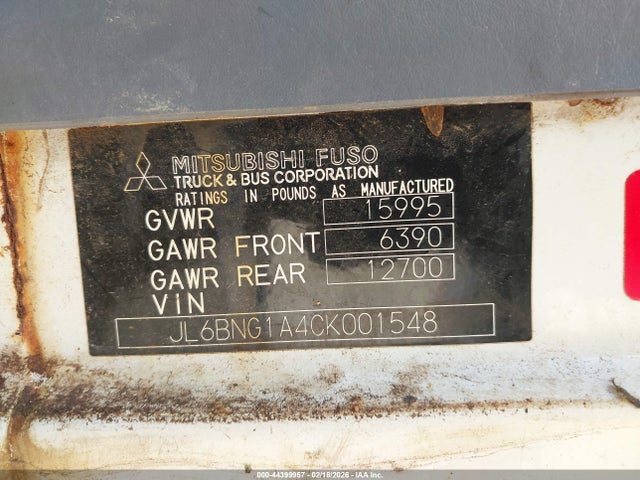 MITSUBISHI FUSO
TRUCK & BUS CORPORATION
RATINGS IN POUNDS AS MANUFACTURED
GVWR 15995
GAWR FRONT 6390
GAWR REAR 12700
ViN
JL6BNG1A4CK001548
000-44399957 - 02/18/2026 - IAA Inc.